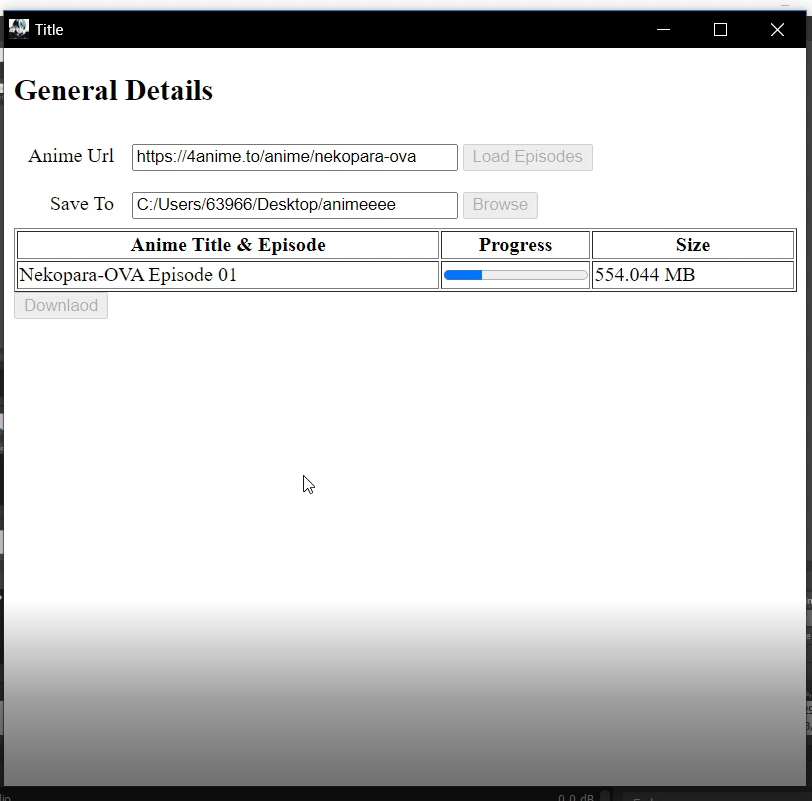 Title
General Details
Anime Url https://4anime.to/anime/nekopara-ova Load Episodes
Save To C:/Users/63966/Desktop/animeeee Browse
Anime Title & Episode Progress Size
Nekopara-OVA Episode 01 554.044 MB
Downlaod
0.0 dB